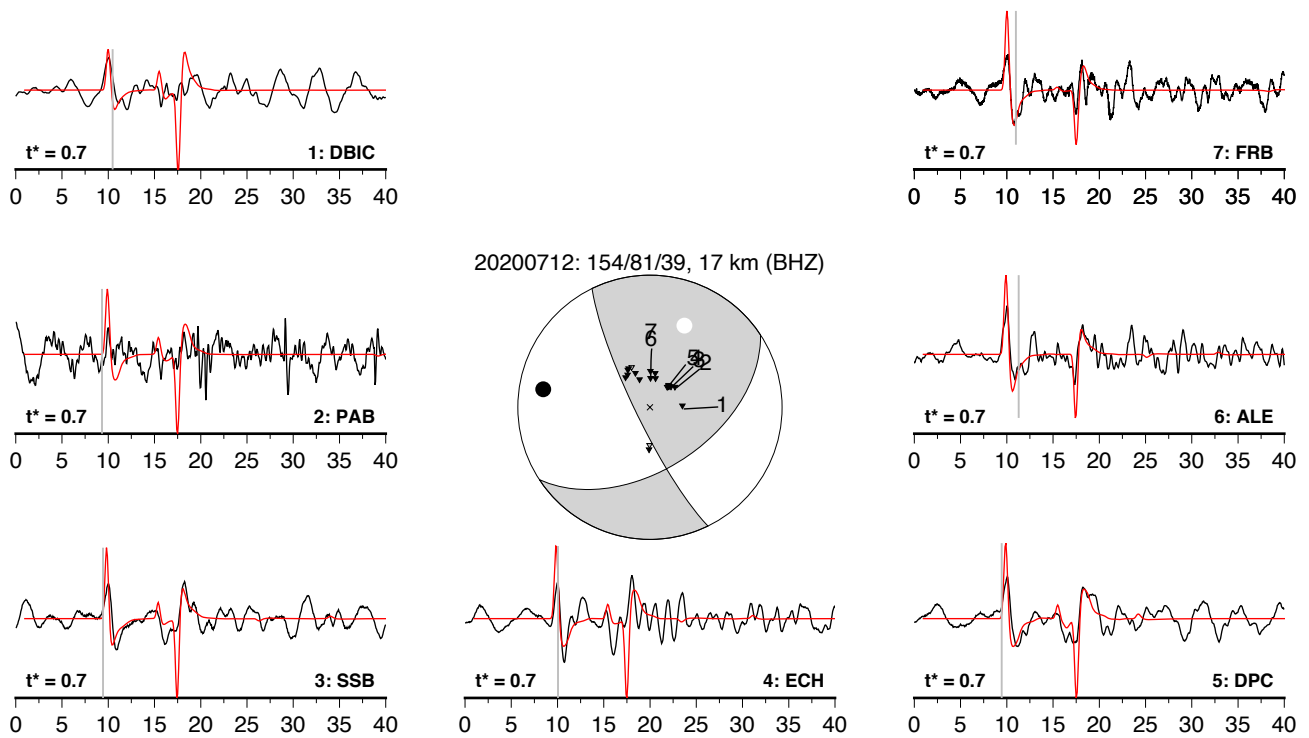 t* = 0.7 1: DBIC
0 5 10 15 20 25 30 35 40
t* = 0.7 7: FRB
0 5 10 15 20 25 30 35 40
20200712: 154/81/39, 17 km (BHZ)
7
6
2
1
t* = 0.7 2: PAB
0 5 10 15 20 25 30 35 40
t* = 0.7 6: ALE
0 5 10 15 20 25 30 35 40
t* = 0.7 3: SSB
0 5 10 15 20 25 30 35 40
t* = 0.7 4: ECH
0 5 10 15 20 25 30 35 40
t* = 0.7 5: DPC
0 5 10 15 20 25 30 35 40